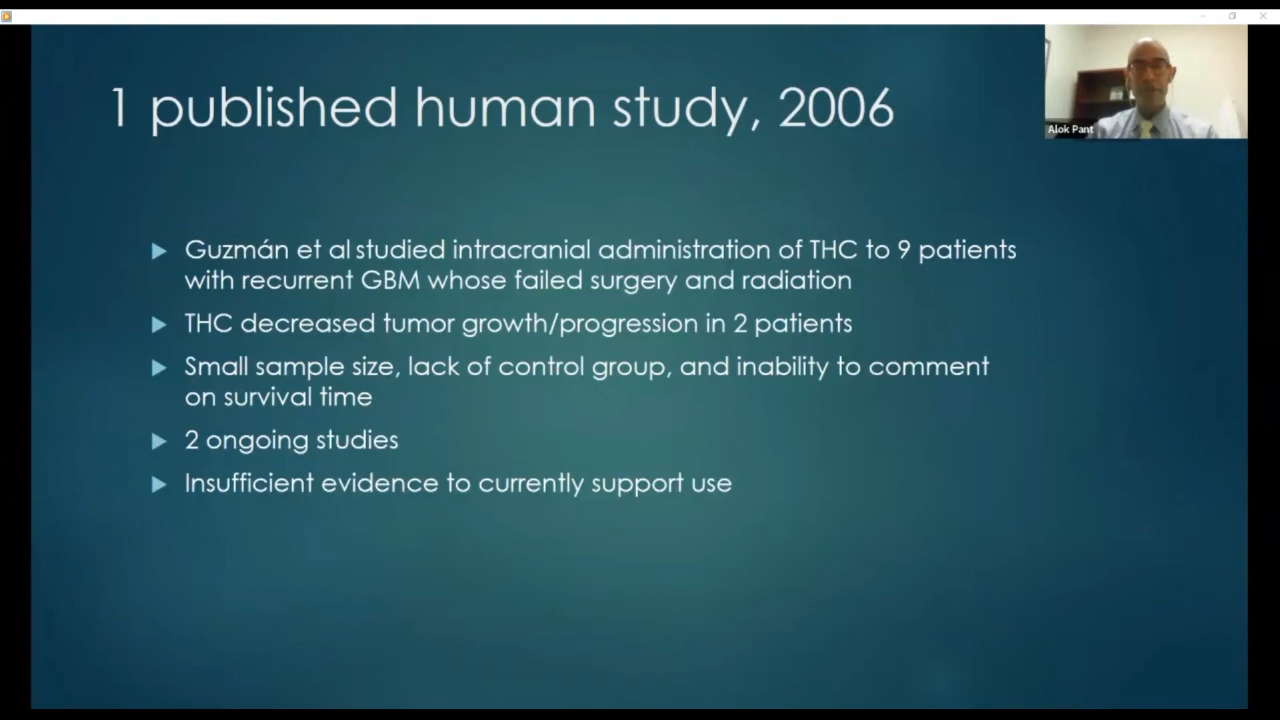 1 published human study, 2006
Alok Pant
Guzmán et al studied intracranial administration of THC to 9 patients
with recurrent GBM whose failed surgery and radiation
THC decreased tumor growth/progression in 2 patients
Small sample size, lack of control group, and inability to comment
on survival time
2 ongoing studies
Insufficient evidence to currently support use